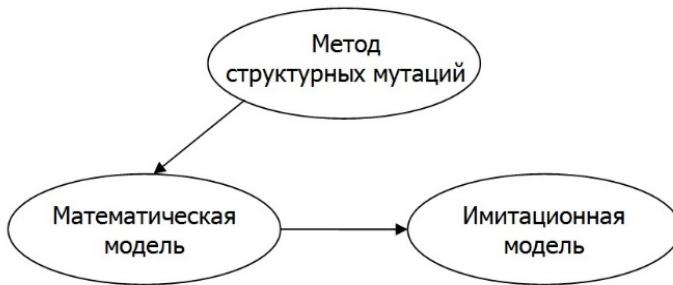 Метод
структурных мутаций
Математическая
модель
Имитационная
модель